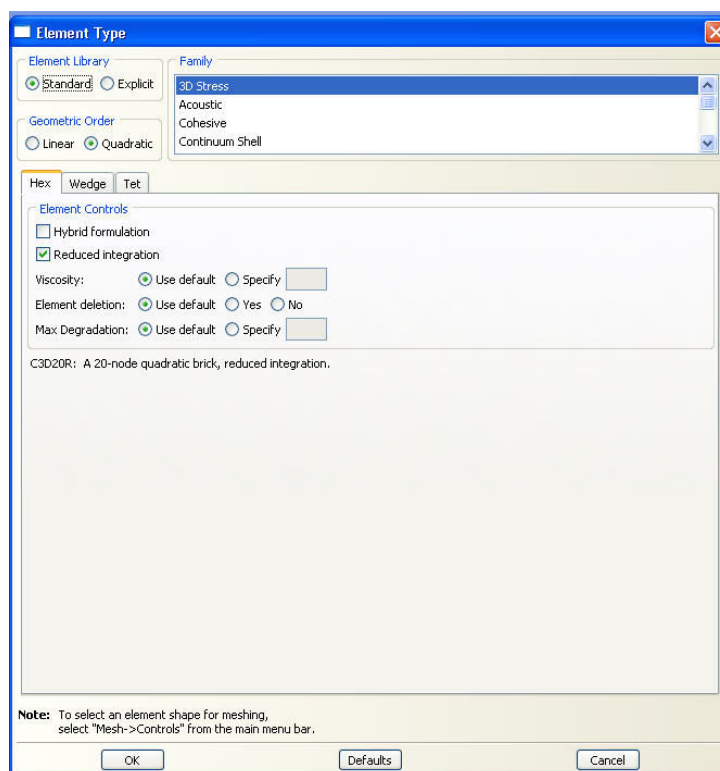 Element Type
Element Library
Standard Explicit
Family
3D Stress
Acoustic
Cohesive
Continuum Shell
Geometric Order
Linear Quadratic
Hex Wedge Tet
Element Controls
Hybrid formulation
Reduced integration
Viscosity: Use default Specify
Element deletion: Use default Yes No
Max Degradation: Use default Specify
C3D20R: A 20-node quadratic brick, reduced integration.
Note: To select an element shape for meshing,
select "Mesh->Controls" from the main menu bar.
OK Defaults Cancel